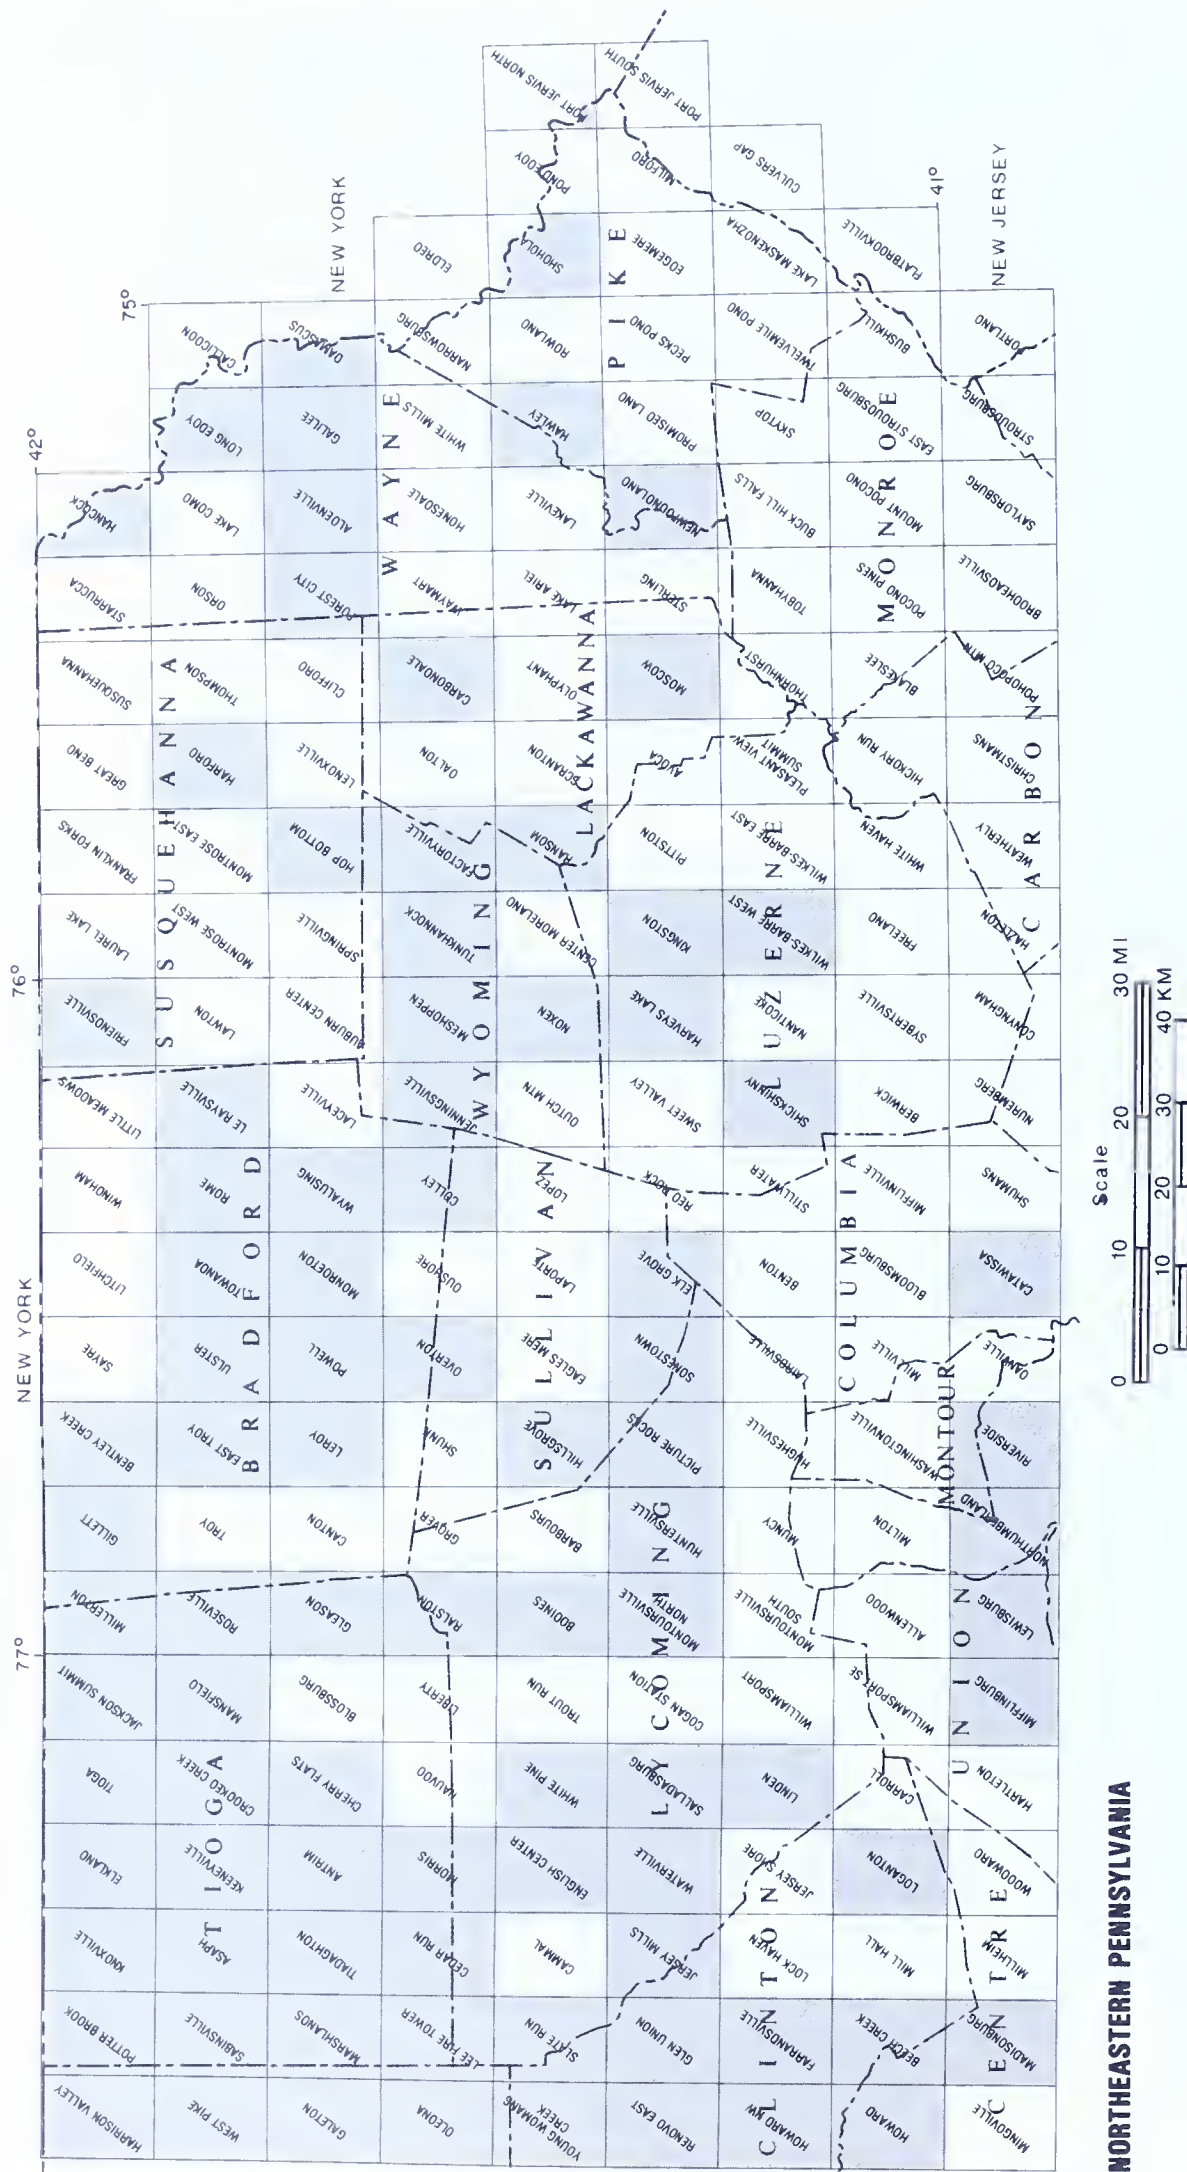 NEW YORK
NEW YORK
NEW JERSEY
77°
76°
75°
42°
41°
HARRISON VALLEY
POTTER BROOK
KNOXVILLE
ELKLAND
TIOGA
JACKSON SUMMIT
MILLERTON
GILLETT
BENTLEY CREEK
SAYRE
LITCHFIELD
WINDHAM
LITTLE MEADOWS
FRIENDSVILLE
LAUREL LAKE
FRANKLIN FORKS
GREAT BEND
SUSQUEHANNA
STARRUCCA
HANCOCK
WEST PIKE
SABINSVILLE
ASAPH
KEENEYVILLE
CROOKED CREEK
MANSFIELD
ROSEVILLE
TROY
EAST TROY
ULSTER
TOWANDA
ROME
LE RAYSVILLE
LAWTON
MONTROSE WEST
MONTROSE EAST
HARFORD
THOMPSON
ORSON
LAKE COMO
LONG EDDY
CALLICOON
GALETON
MARSHLANDS
TIADAGHTON
ANTRIM
CHERRY FLATS
BLOSSBURG
GLEASON
CANTON
LEROY
POWELL
MONROETON
WYALUSING
LACEYVILLE
AUBURN CENTER
SPRINGVILLE
HOP BOTTOM
LENOXVILLE
CLIFFORD
FOREST CITY
ALDENVILLE
GALILEE
DAMASCUS
OLEONA
LEE FIRE TOWER
CEDAR RUN
MORRIS
NAUVOO
LIBERTY
RALSTON
GROVER
SHUNK
OVERTON
DUSHORE
COLLEY
JENNINGSVILLE
MESHOPPEN
TUNKHANNOCK
FACTORYVILLE
DALTON
CARBONDALE
WAYMART
HONESDALE
WHITE MILLS
NARROWSBURG
ELDRED
YOUNG WOMANS CREEK
SLATE RUN
CAMMAL
ENGLISH CENTER
WHITE PINE
TROUT RUN
BODINES
BARBOURS
HILLSGROVE
EAGLES MERE
LAPORTE
LOPEZ
DUTCH MTN
NOXEN
CENTER MORELAND
RANSOM
SCRANTON
OLYPHANT
LAKE ARIEL
LAKEVILLE
HAWLEY
ROWLAND
SHOHOLA
POND EDDY
PORT JERVIS NORTH
RENOVO EAST
GLEN UNION
JERSEY MILLS
WATERVILLE
SALLADASBURG
COGAN STATION
MONTOURSVILLE NORTH
HUNTERSVILLE
PICTURE ROCKS
SONESTOWN
ELK GROVE
RED ROCK
SWEET VALLEY
HARVEYS LAKE
KINGSTON
PITTSTON
AVOCA
MOSCOW
STERLING
NEWFOUNDLAND
PROMISED LAND
PECKS POND
EDGEMERE
MILFORD
PORT JERVIS SOUTH
HOWARD NW
FARRANDSVILLE
LOCK HAVEN
JERSEY SHORE
LINDEN
WILLIAMSPORT
MONTOURSVILLE SOUTH
MUNCY
HUGHESVILLE
LAIRDSVILLE
BENTON
STILLWATER
SHICKSHINNY
NANTICOKE
WILKES BARRE WEST
WILKES BARRE EAST
PLEASANT VIEW SUMMIT
THORNHURST
TOBYHANNA
BUCK HILL FALLS
SKYTOP
TWELVEMILE POND
LAKE MASKENOZHA
CULVERS GAP
HOWARD
BEECH CREEK
MILL HALL
LOGANTON
CARROLL
WILLIAMSPORT SE
ALLENWOOD
MILTON
WASHINGTONVILLE
MILLVILLE
BLOOMSBURG
MIFFLINVILLE
BERWICK
SYBERTSVILLE
FREELAND
WHITE HAVEN
HICKORY RUN
BLAKESLEE
POCONO PINES
MOUNT POCONO
EAST STROUDSBURG
BUSHKILL
FLATBROOKVILLE
MINGOVILLE
MADISONBURG
MILLHEIM
WOODWARD
HARTLETON
MIFFLINBURG
LEWISBURG
NORTHUMBERLAND
RIVERSIDE
DANVILLE
CATAWISSA
SHUMANS
NUREMBERG
CONYNGHAM
HAZLETON
WEATHERLY
CHRISTMANS
POHOPOCO MTN
BRODHEADSVILLE
SAYLORSBURG
STROUDSBURG
PORTLAND
TIOGA
BRADFORD
SUSQUEHANNA
WAYNE
WYOMING
LACKAWANNA
PIKE
SULLIVAN
LYCOMING
CLINTON
CENTRE
UNION
MONTOUR
COLUMBIA
LUZERNE
CARBON
MONROE
NORTHEASTERN PENNSYLVANIA
Scale
0 10 20 30 MI
0 10 20 30 40 KM